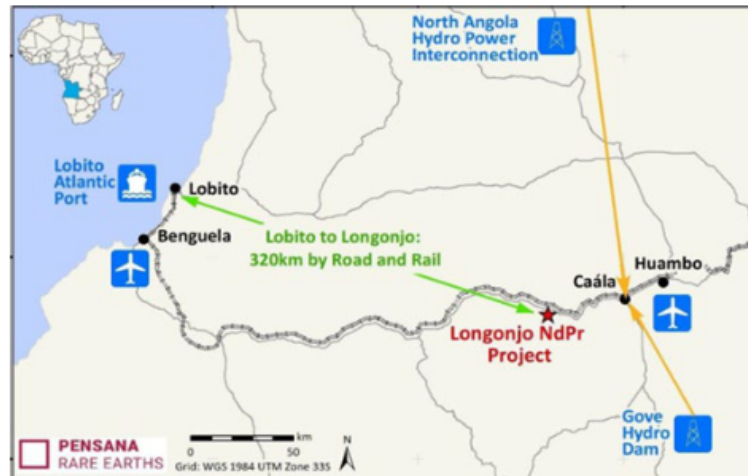 North Angola
Hydro Power
Interconnection
Lobito
Atlantic
Port
Lobito
Benguela
Lobito to Longonjo:
320km by Road and Rail
Huambo
Caála
Longonjo NdPr
Project
Gove
Hydro
Dam
PENSANA
RARE EARTHS
km
0 50
N
Grid: WGS 1984 UTM Zone 33S